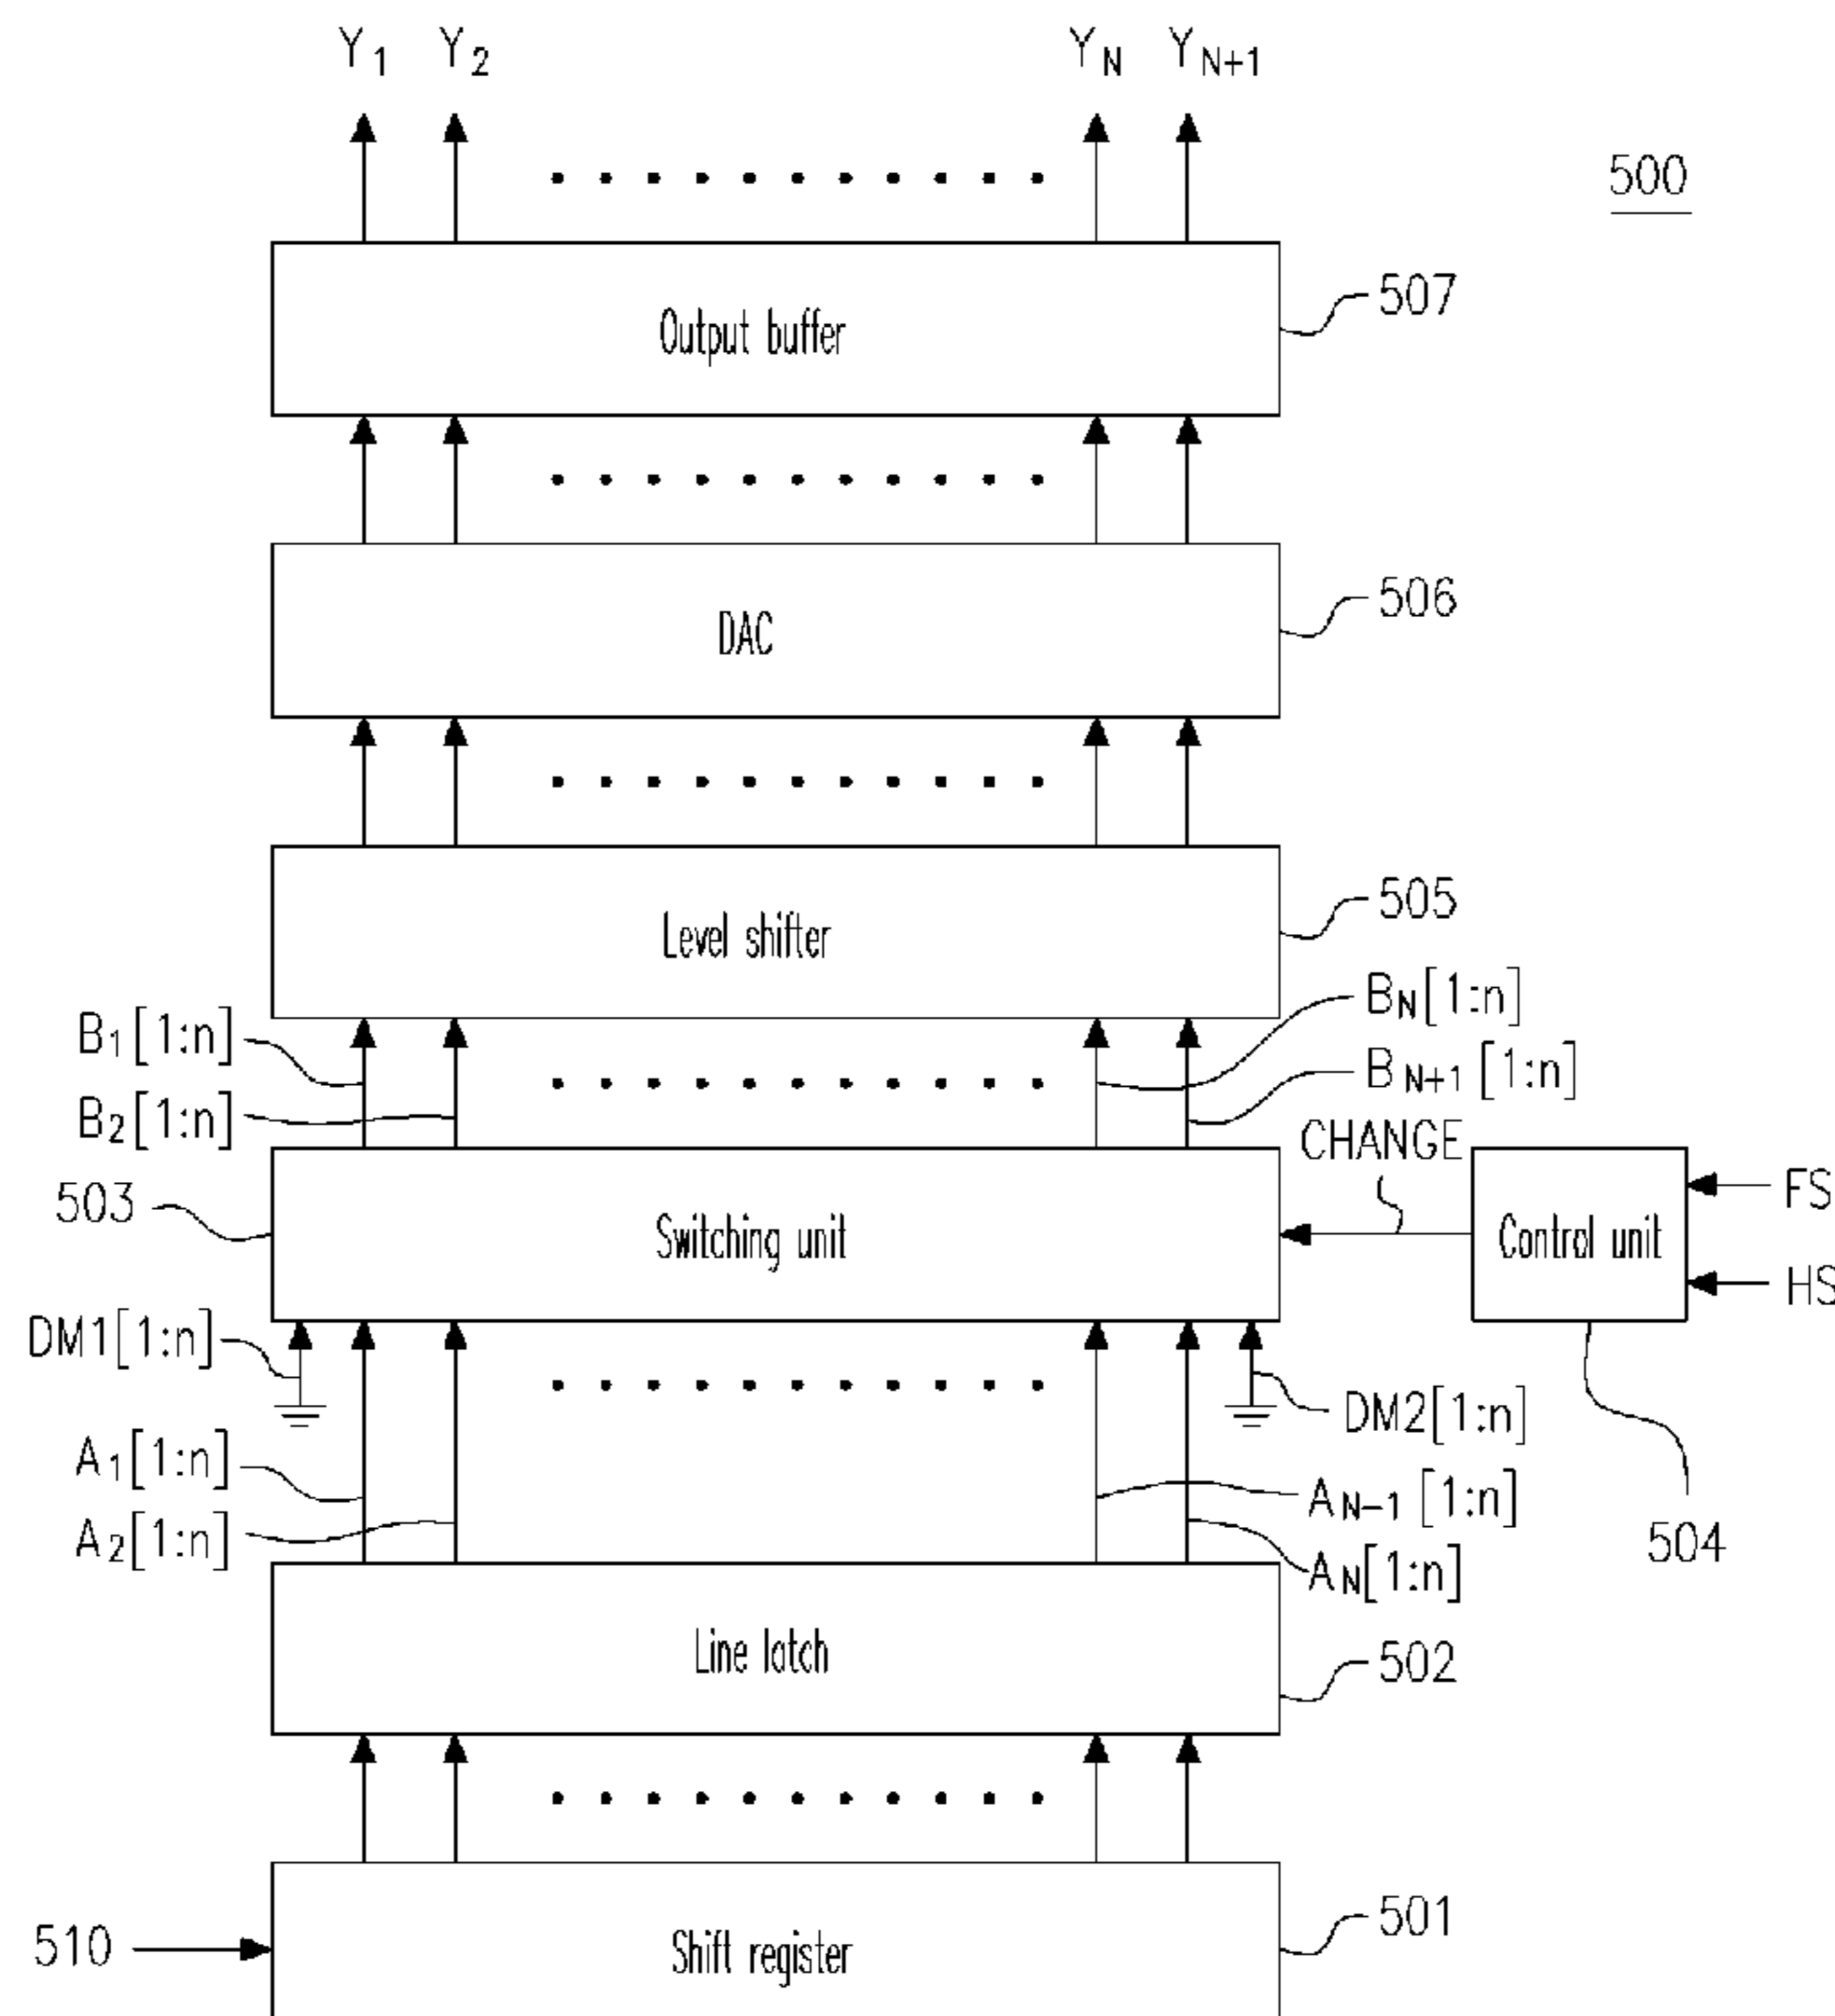 Y1 Y2 YN YN+1
500
507
Output buffer
506
DAC
505
Level shifter
B1[1:n]
BN[1:n]
B2[1:n]
BN+1[1:n]
CHANGE
503
Switching unit
Control unit
FS
HS
DM1[1:n]
DM2[1:n]
A1[1:n]
AN-1[1:n]
A2[1:n]
AN[1:n]
504
Line latch
502
501
510
Shift register